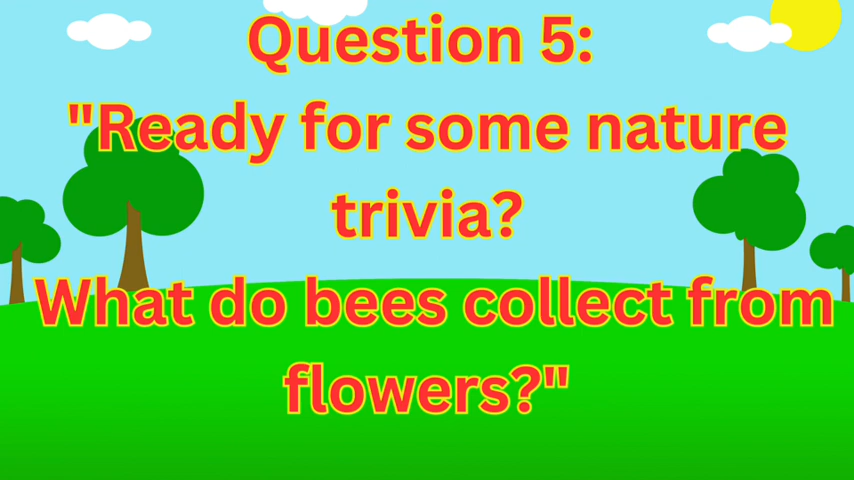 Question 5:
"Ready for some nature
trivia?
What do bees collect from
flowers?"